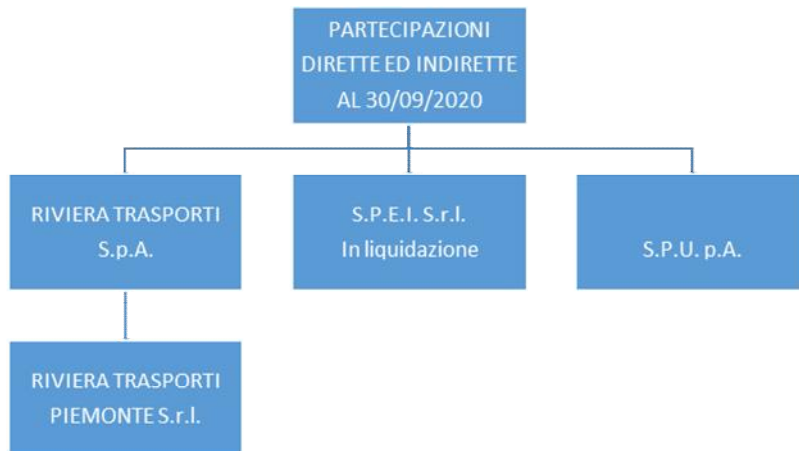 PARTECIPAZIONI
DIRETTE ED INDIRETTE
AL 30/09/2020
RIVIERA TRASPORTI
S.p.A.
S.P.E.I. S.r.l.
In liquidazione
S.P.U. p.A.
RIVIERA TRASPORTI
PIEMONTE S.r.l.